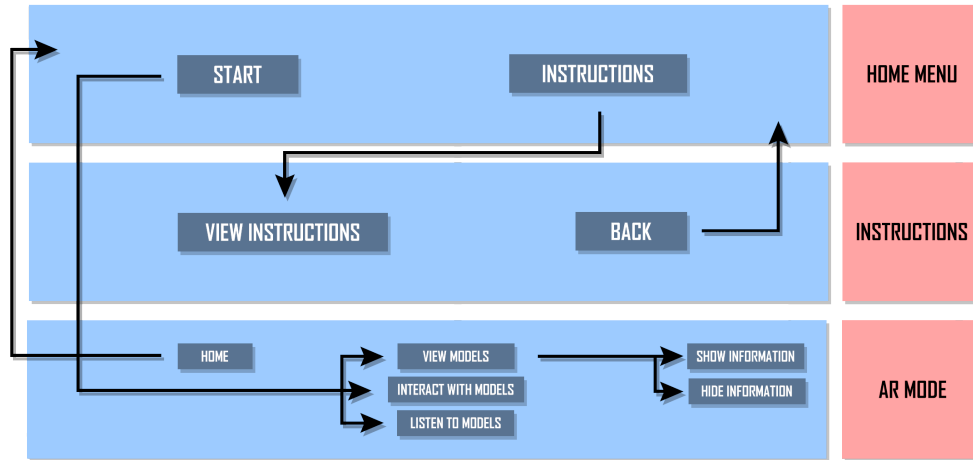 START
INSTRUCTIONS
HOME MENU
VIEW INSTRUCTIONS
BACK
INSTRUCTIONS
HOME
VIEW MODELS
SHOW INFORMATION
INTERACT WITH MODELS
HIDE INFORMATION
AR MODE
LISTEN TO MODELS